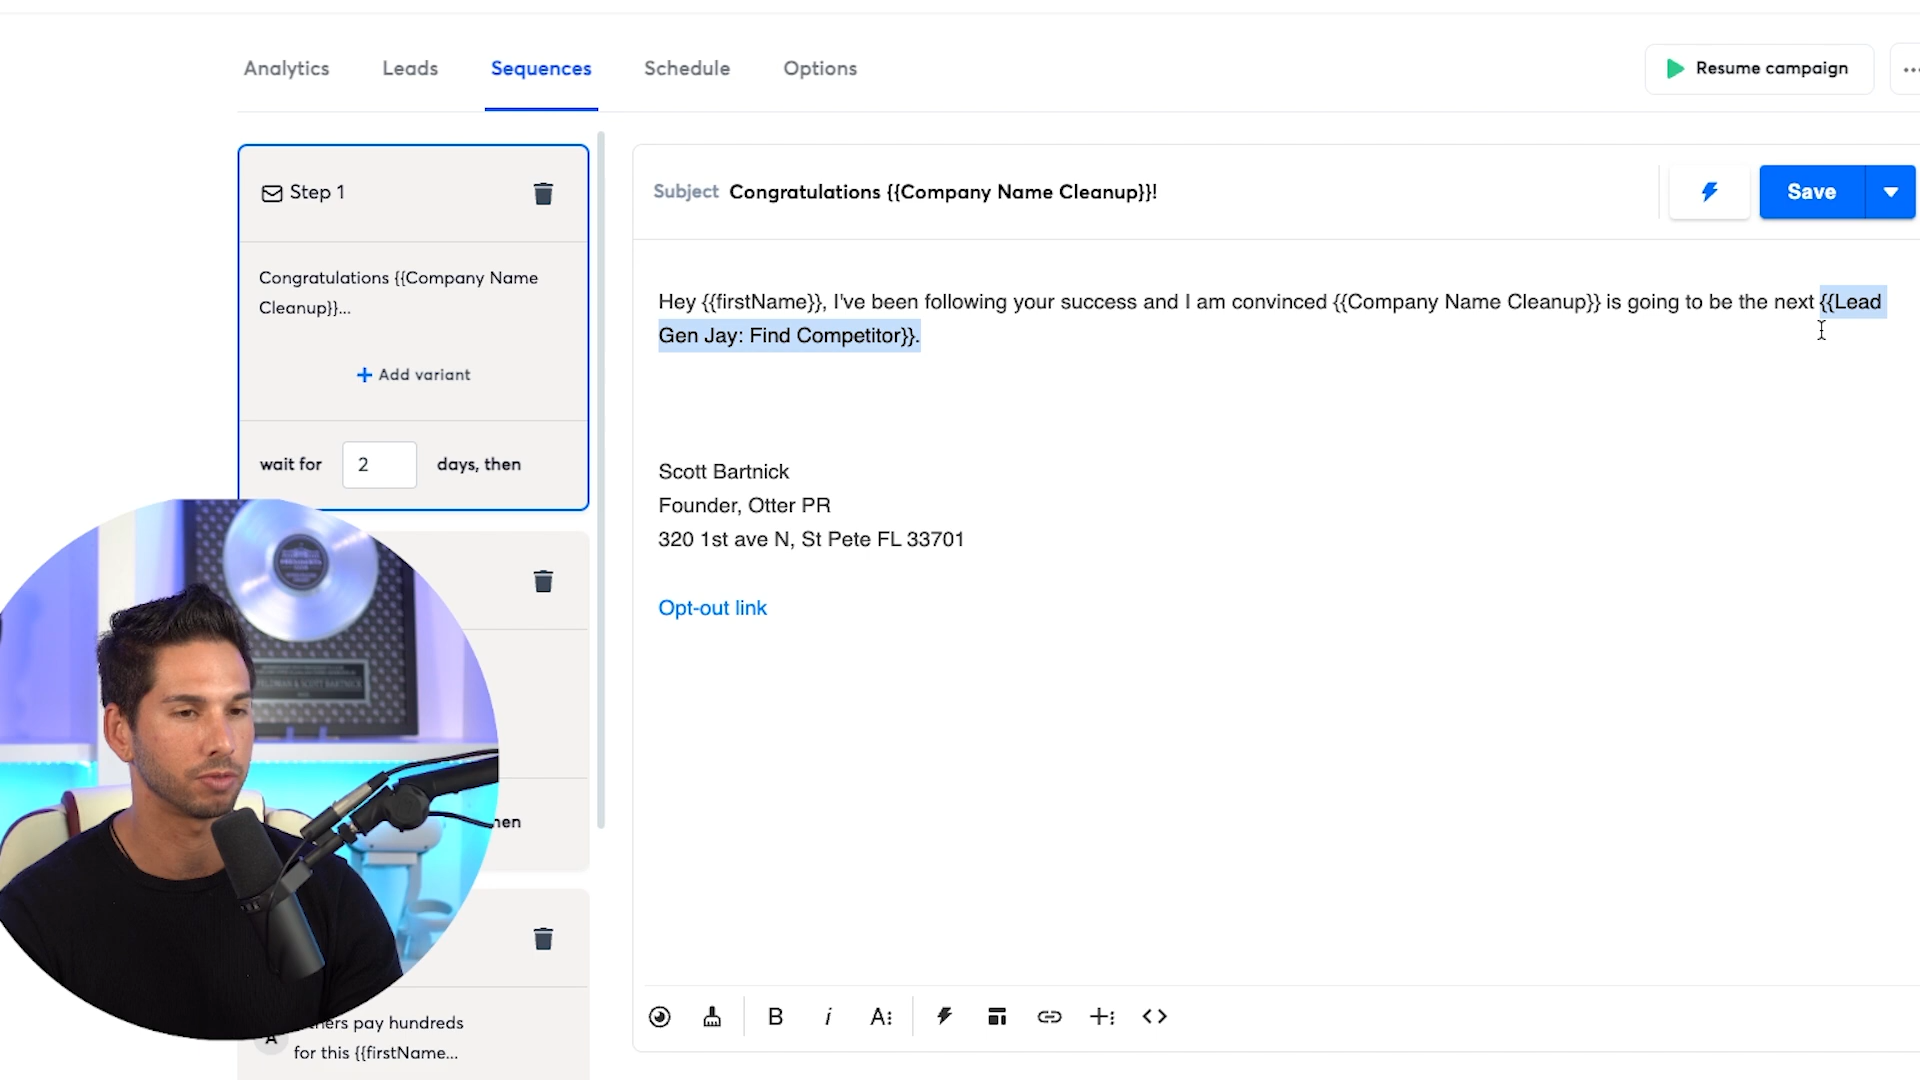 Analytics
Leads
Sequences
Schedule
Options
Resume campaign
Step 1
Congratulations {{Company Name
Cleanup}}...
Add variant
wait for 2 days, then
Subject Congratulations {{Company Name Cleanup}}!
Save
Hey {{firstName}}, I've been following your success and I am convinced {{Company Name Cleanup}} is going to be the next {{Lead
Gen Jay: Find Competitor}}.
Scott Bartnick
Founder, Otter PR
320 1st ave N, St Pete FL 33701
Opt-out link
& SCOTT BARTNICK
pay hundreds
for this {{firstName...
A
B
i
A